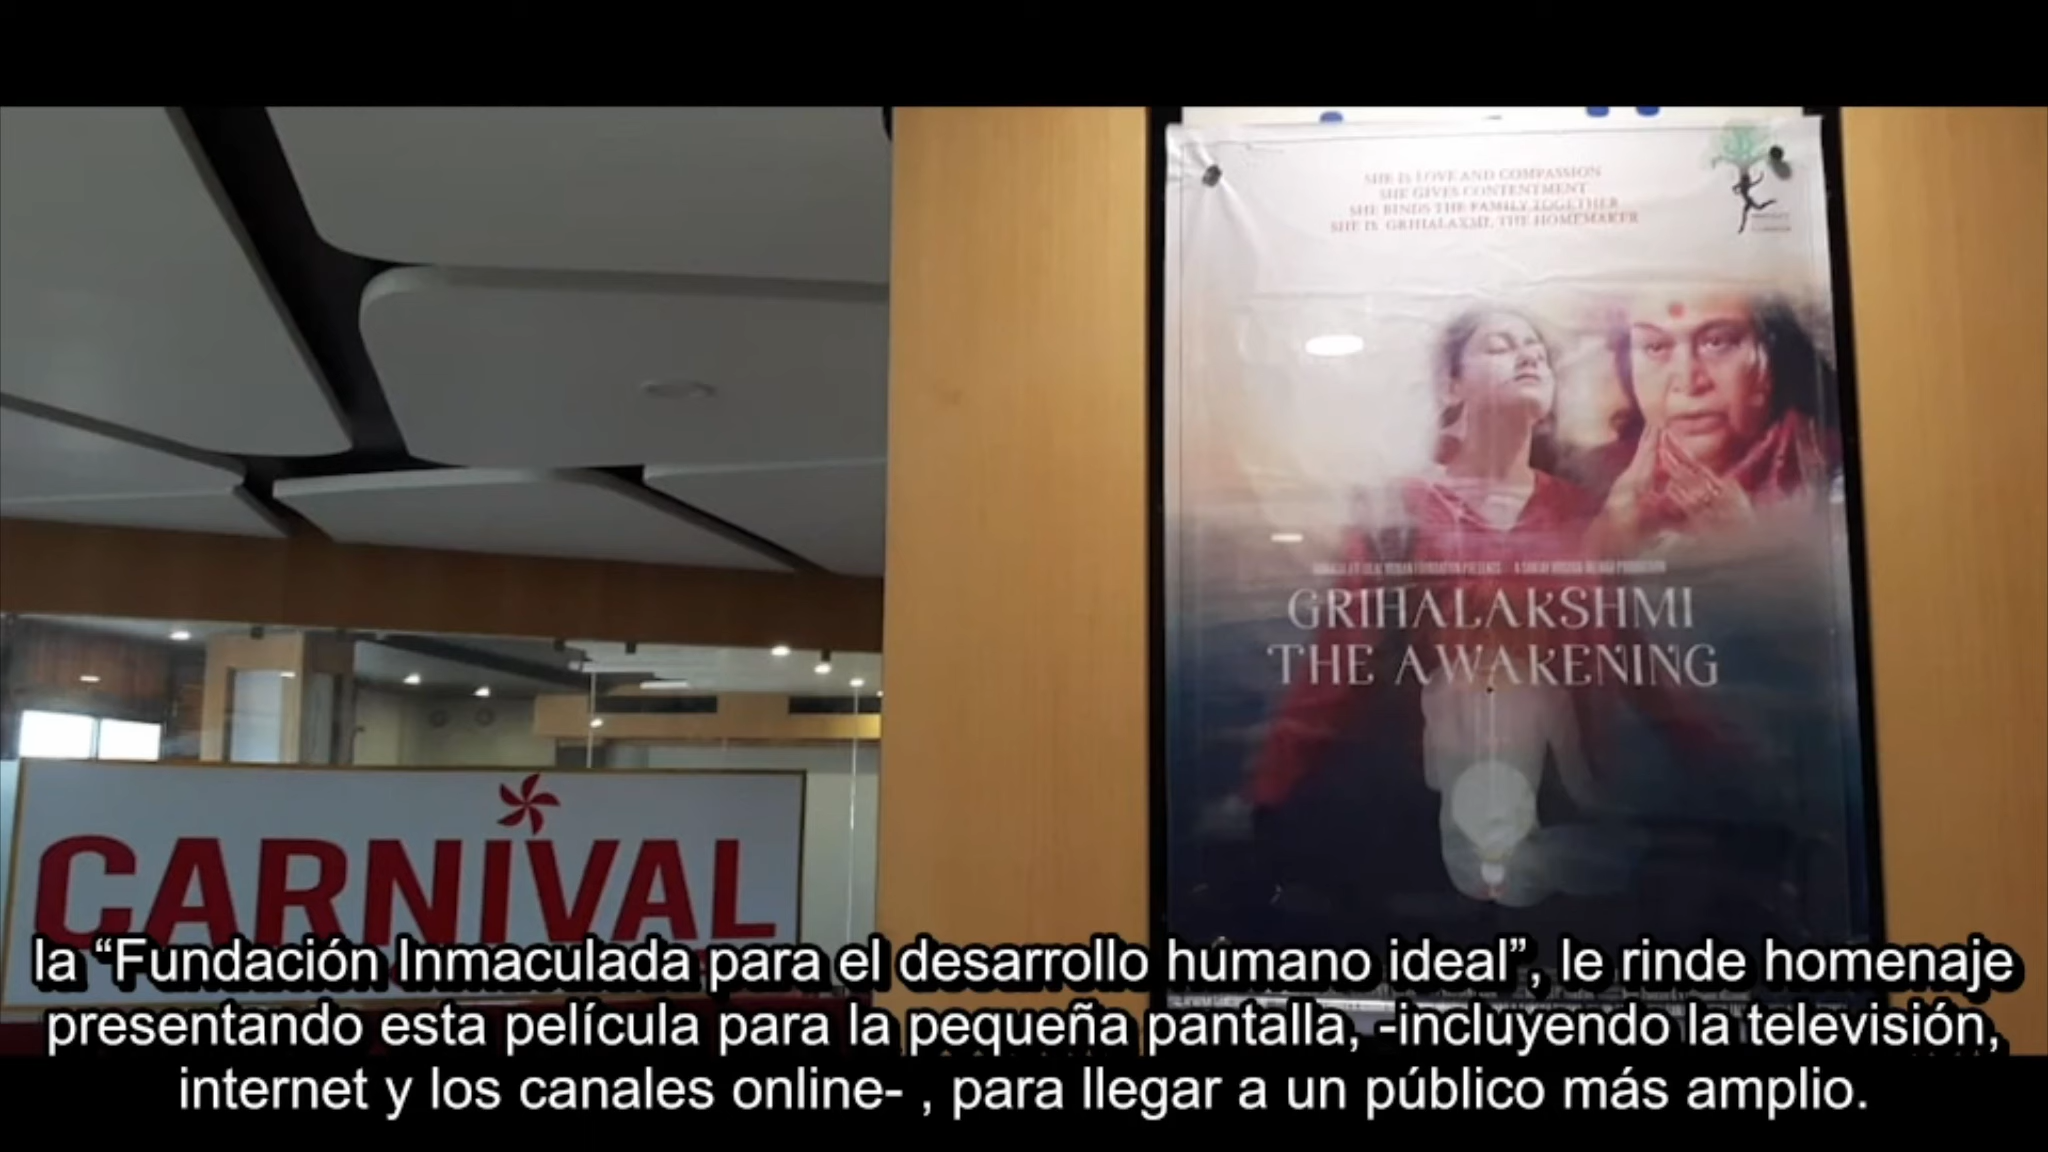 SHE IS LOVE AND COMPASSION
SHE GIVES CONTENTMENT
SHE BINDS THE FAMILY TOGETHER
SHE IS GRIHALAXMI, THE HOMEMAKER
GRIHALAKSHMI
THE AWAKENING
CARNIVAL
la “Fundación Inmaculada para el desarrollo humano ideal”, le rinde homenaje
presentando esta película para la pequeña pantalla, -incluyendo la televisión,
internet y los canales online- , para llegar a un público más amplio.